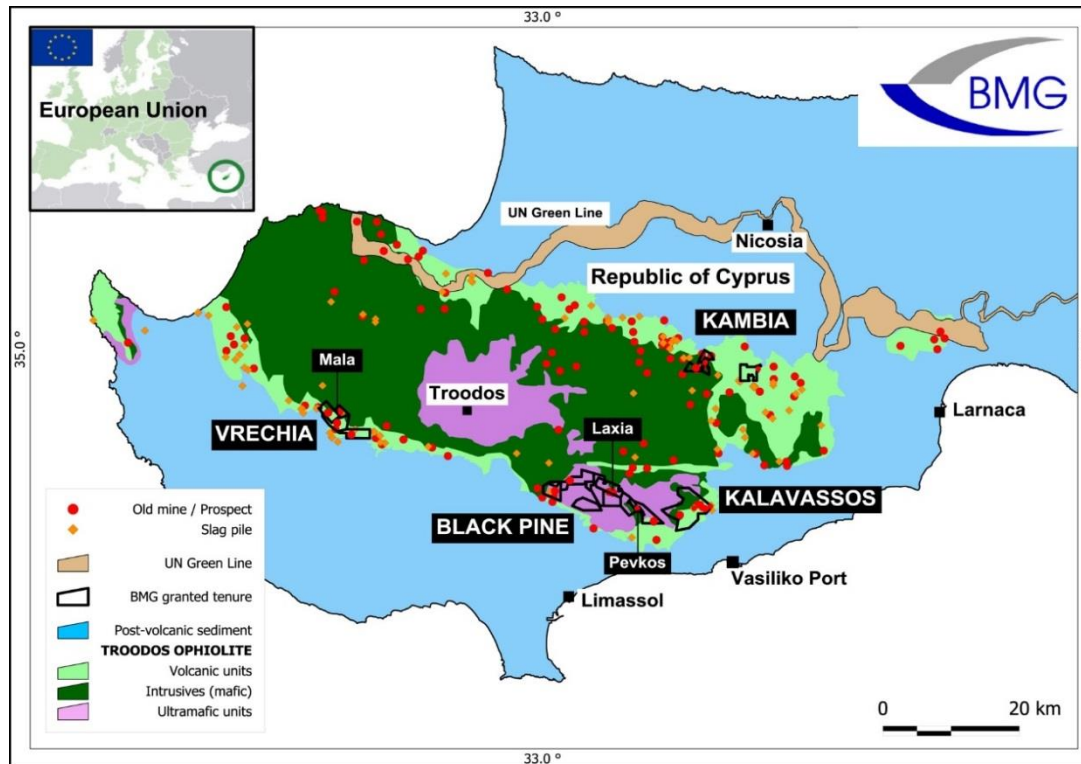 33.0 °
European Union
BMG
UN Green Line
Nicosia
Republic of Cyprus
KAMBIA
35.0 °
35.0 °
Mala
Troodos
Larnaca
Laxia
VRECHIA
KALAVASSOS
BLACK PINE
Pevkos
Vasiliko Port
Limassol
Old mine / Prospect
Slag pile
UN Green Line
BMG granted tenure
Post-volcanic sediment
TROODOS OPHIOLITE
Volcanic units
Intrusives (mafic)
Ultramafic units
0 20 km
33.0 °